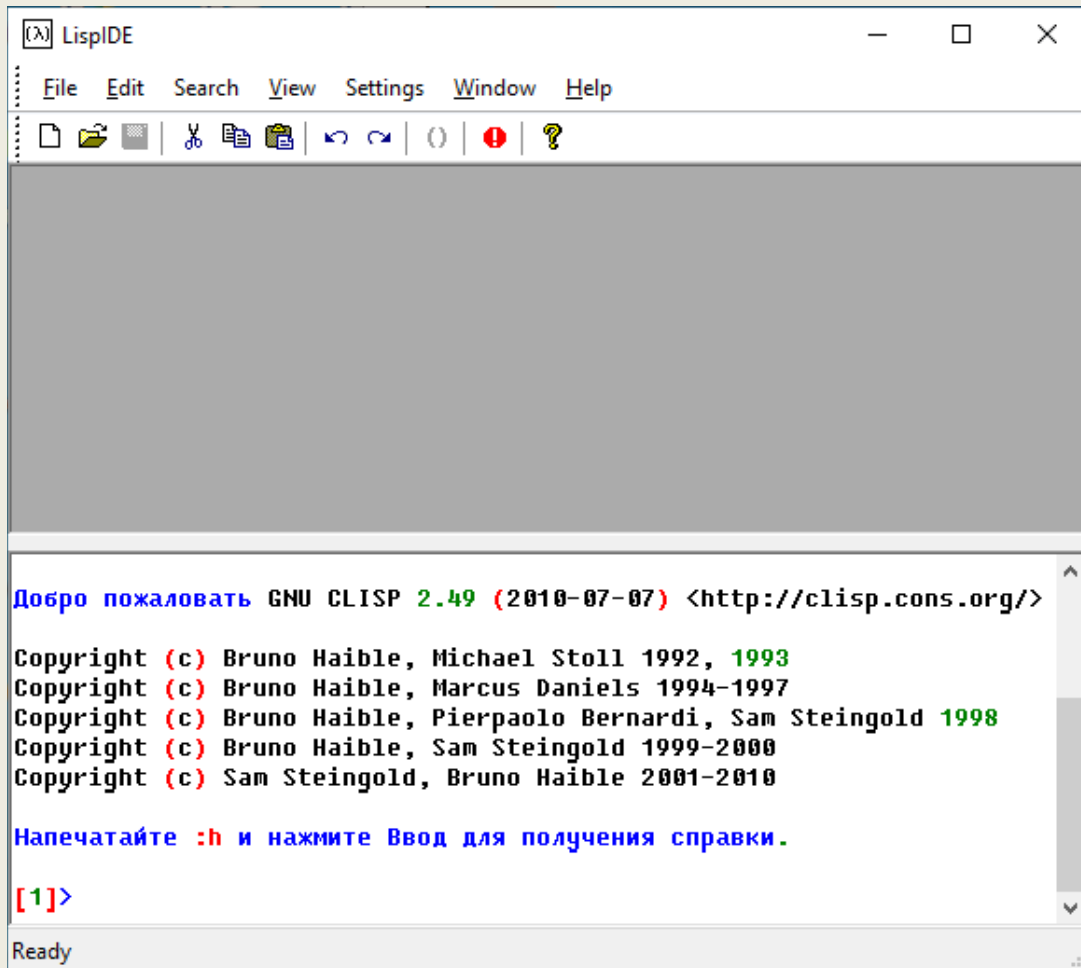 (λ) LispIDE
File Edit Search View Settings Window Help
Добро пожаловать GNU CLISP 2.49 (2010-07-07) <http://clisp.cons.org/>
Copyright (c) Bruno Haible, Michael Stoll 1992, 1993
Copyright (c) Bruno Haible, Marcus Daniels 1994-1997
Copyright (c) Bruno Haible, Pierpaolo Bernardi, Sam Steingold 1998
Copyright (c) Bruno Haible, Sam Steingold 1999-2000
Copyright (c) Sam Steingold, Bruno Haible 2001-2010
Напечатайте :h и нажмите Ввод для получения справки.
[1]>
Ready